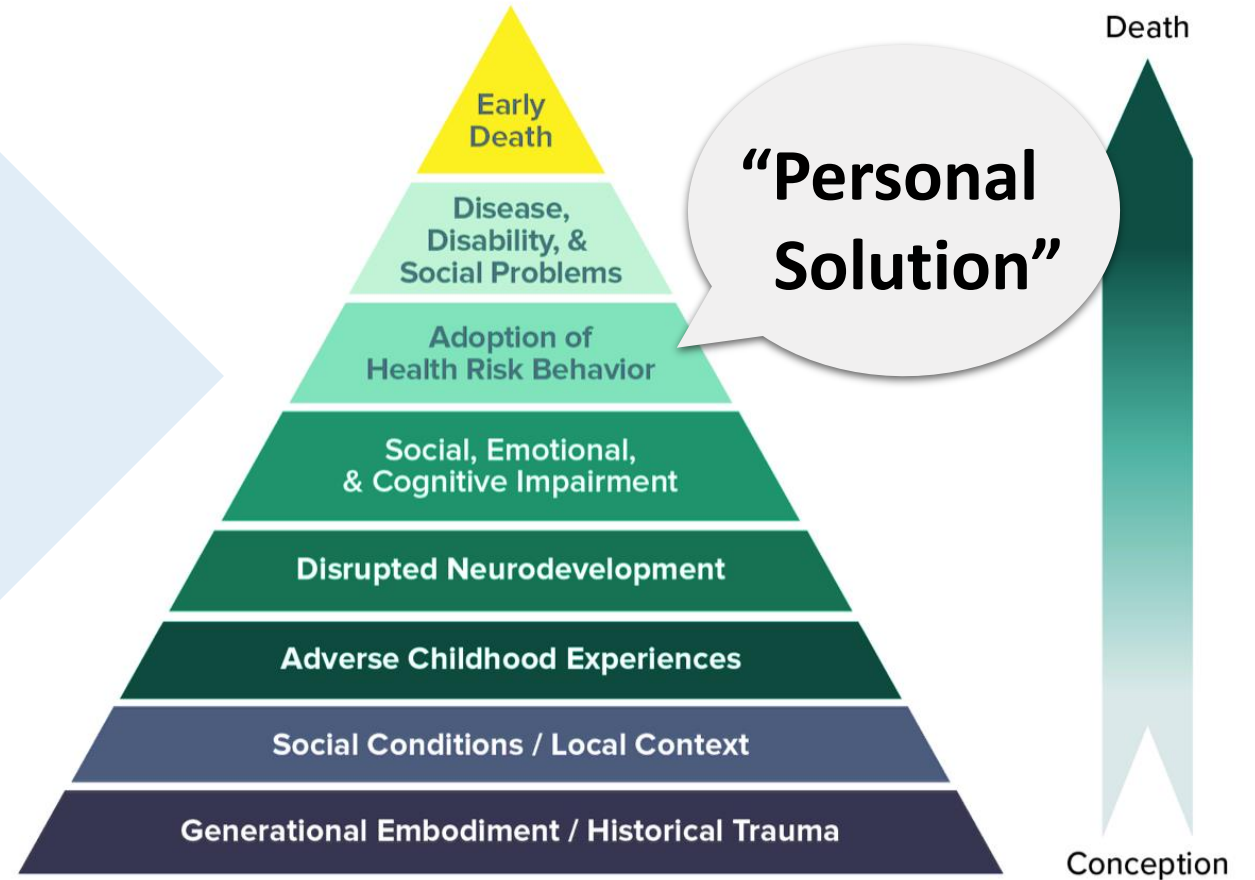 Death
Early
Death
“Personal
Solution”
Disease,
Disability, &
Social Problems
Adoption of
Health Risk Behavior
Social, Emotional,
& Cognitive Impairment
Disrupted Neurodevelopment
Adverse Childhood Experiences
Social Conditions / Local Context
Generational Embodiment / Historical Trauma
Conception